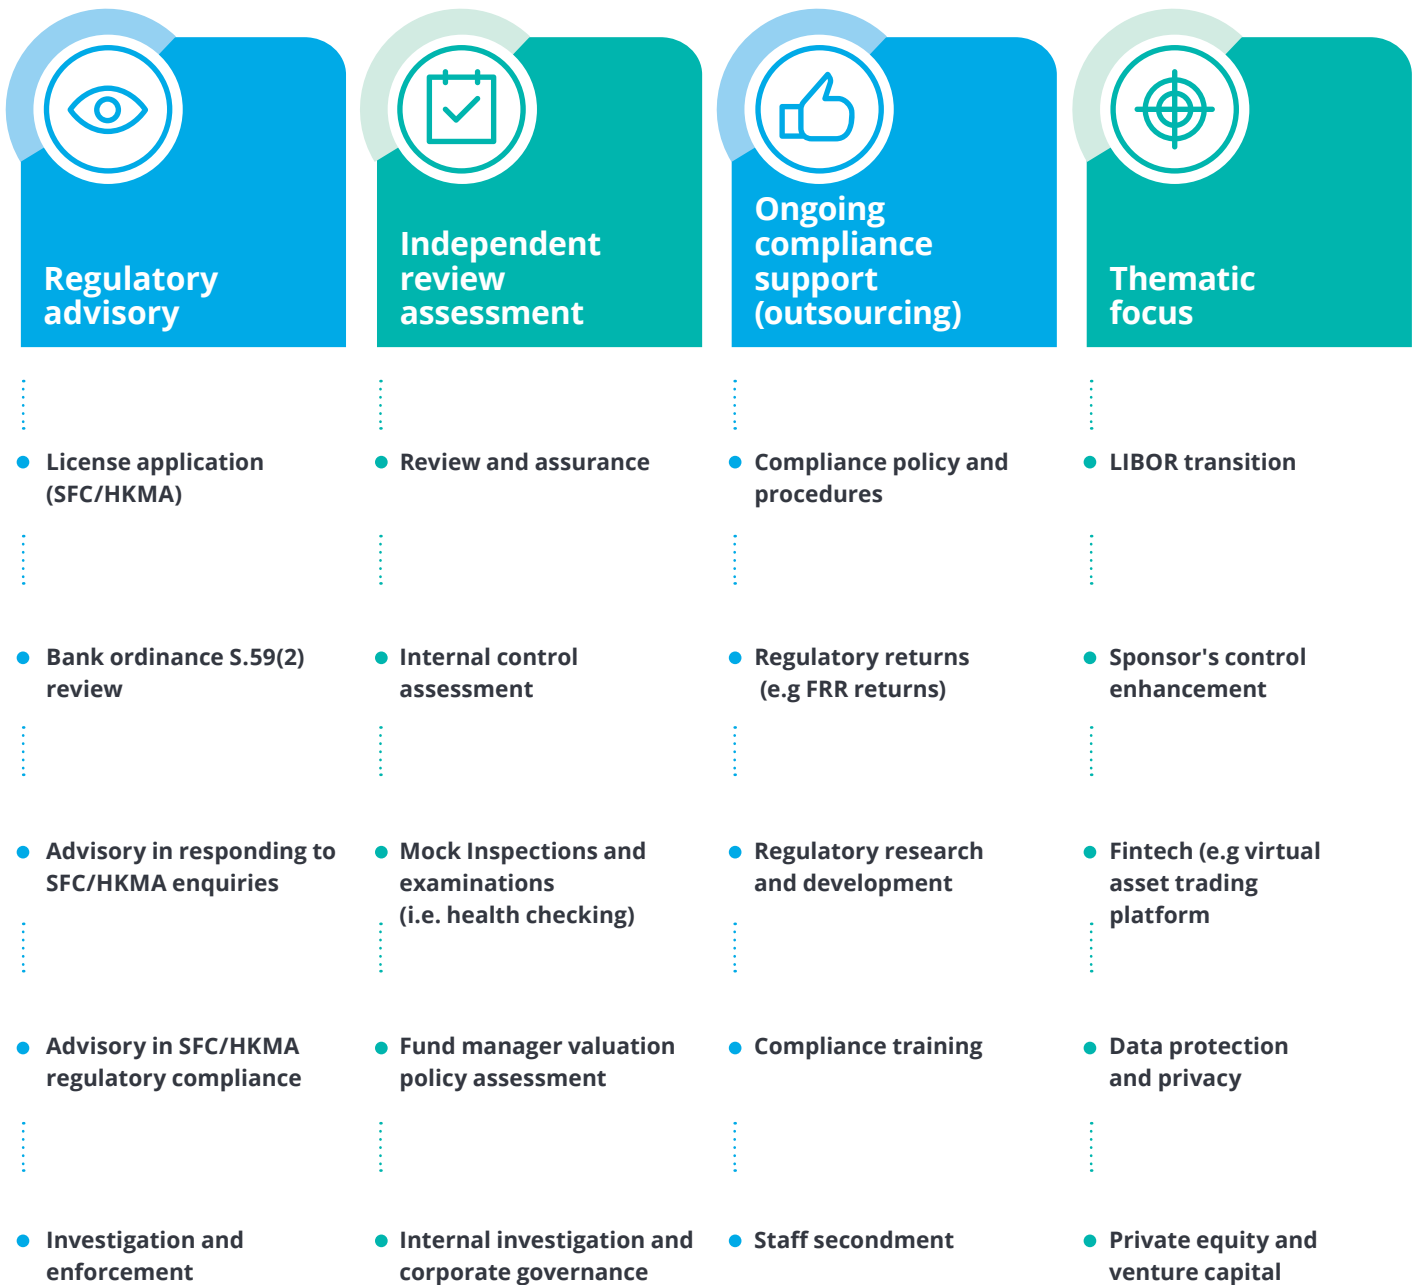 Regulatory
advisory
License application
(SFC/HKMA)
Bank ordinance S.59(2)
review
Advisory in responding to
SFC/HKMA enquiries
Advisory in SFC/HKMA
regulatory compliance
Investigation and
enforcement
Independent
review
assessment
Review and assurance
Internal control
assessment
Mock Inspections and
examinations
(i.e. health checking)
Fund manager valuation
policy assessment
Internal investigation and
corporate governance
Ongoing
compliance
support
(outsourcing)
Compliance policy and
procedures
Regulatory returns
(e.g FRR returns)
Regulatory research
and development
Compliance training
Staff secondment
Thematic
focus
LIBOR transition
Sponsor's control
enhancement
Fintech (e.g virtual
asset trading
platform
Data protection
and privacy
Private equity and
venture capital